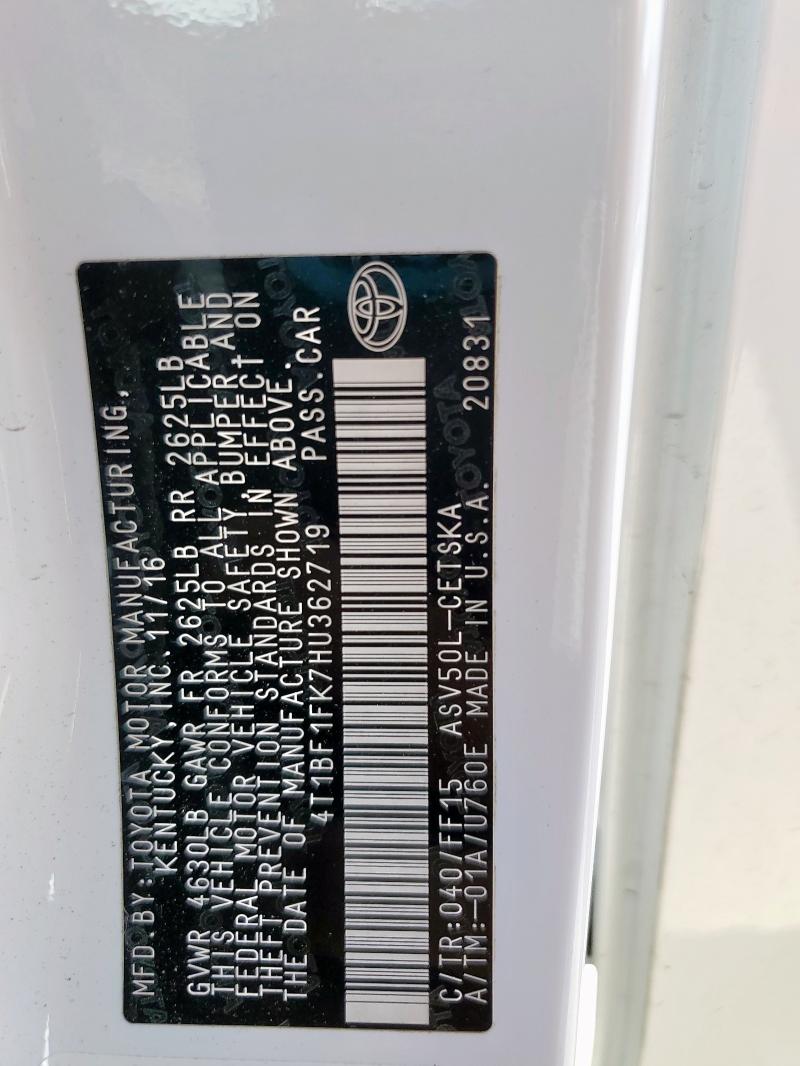 MFD BY: TOYOTA MOTOR MANUFACTURING,
KENTUCKY, INC. 11/16
GVWR 4630LB GAWR FR 2625LB RR 2625LB
THIS VEHICLE CONFORMS TO ALL APPLICABLE
FEDERAL MOTOR VEHICLE SAFETY, BUMPER, AND
THEFT PREVENTION STANDARDS IN EFFECT ON
THE DATE OF MANUFACTURE SHOWN ABOVE.
4T1BF1FK7HU362719 PASS.CAR
C/TR:040/FF15 ASV50L-CETSKA
A/TM:-01A/U760E MADE IN U.S.A. 20831